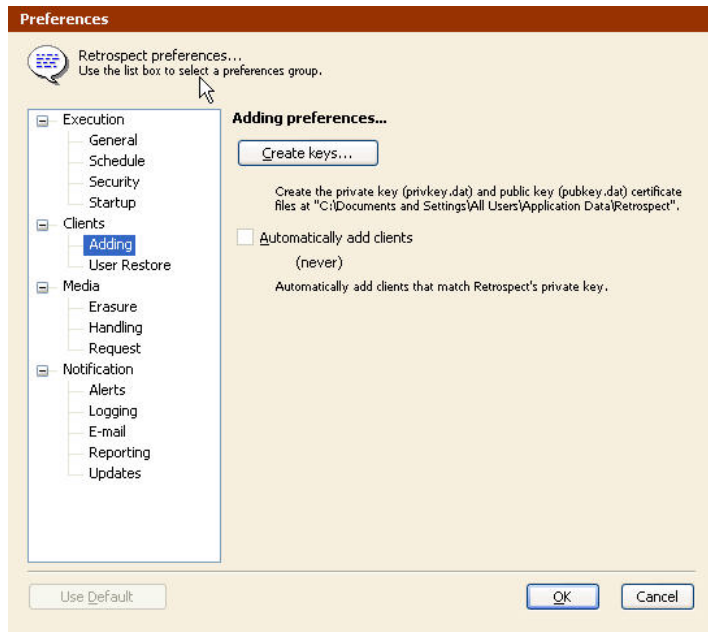 Preferences
Retrospect preferences...
Use the list box to select a preferences group.
Execution
General
Schedule
Security
Startup
Clients
Adding
User Restore
Media
Erasure
Handling
Request
Notification
Alerts
Logging
E-mail
Reporting
Updates
Adding preferences...
Create keys...
Create the private key (privkey.dat) and public key (pubkey.dat) certificate
files at "C:\Documents and Settings\All Users\Application Data\Retrospect".
Automatically add clients
(never)
Automatically add clients that match Retrospect's private key.
Use Default
OK
Cancel